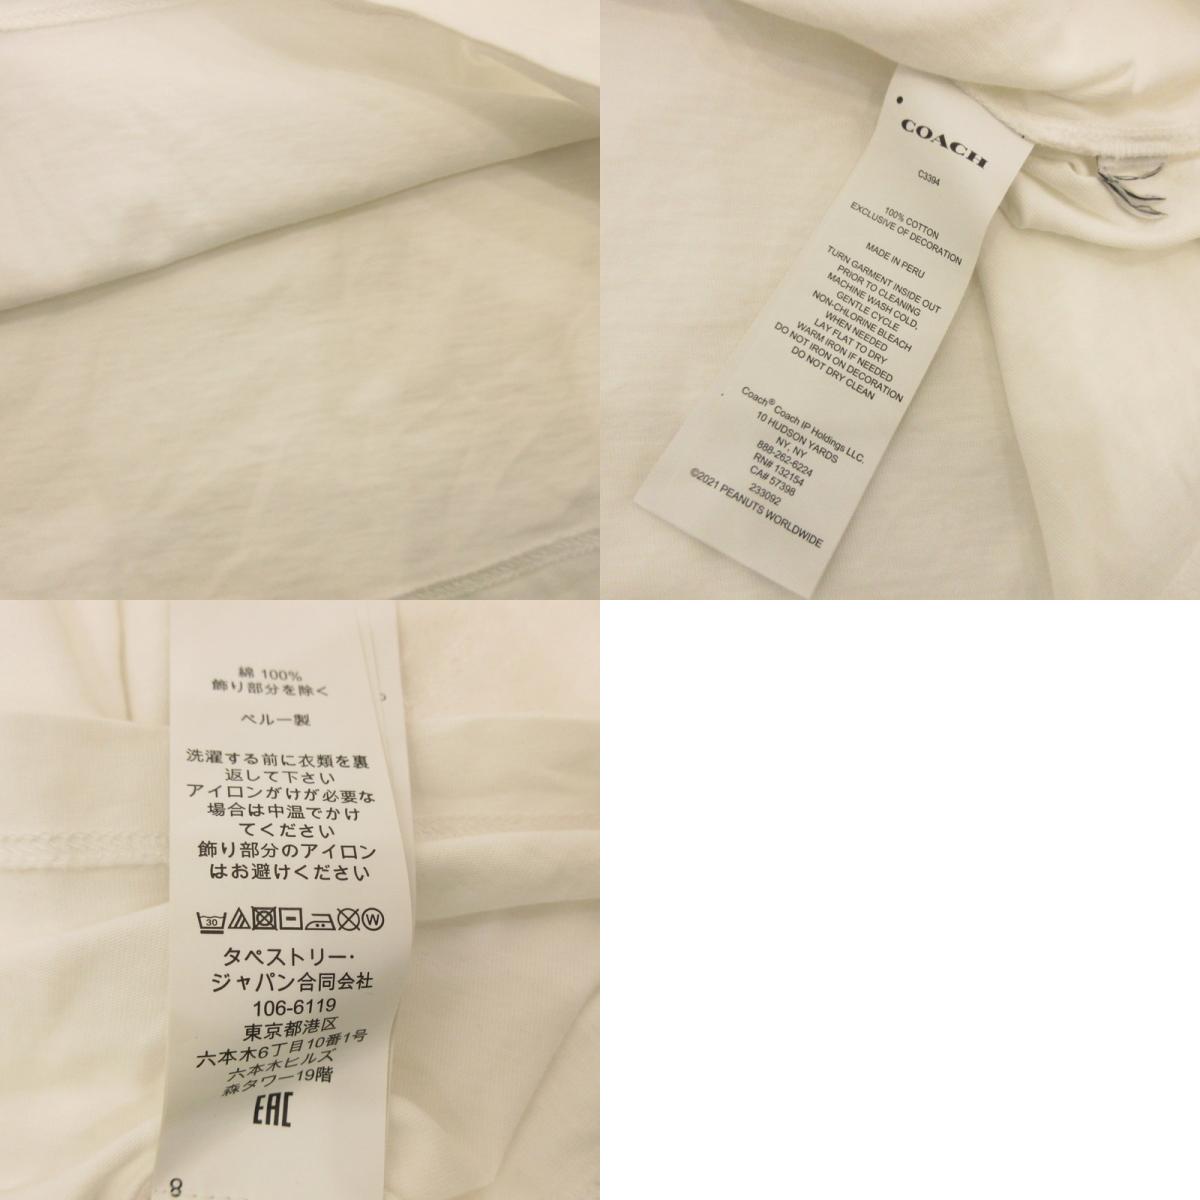 COACH
C3394
100% COTTON
EXCLUSIVE OF DECORATION
MADE IN PERU
TURN GARMENT INSIDE OUT
PRIOR TO CLEANING
MACHINE WASH COLD.
GENTLE CYCLE
NON-CHLORINE BLEACH
WHEN NEEDED
LAY FLAT TO DRY
WARM IRON IF NEEDED
DO NOT IRON ON DECORATION
DO NOT DRY CLEAN
Coach® Coach IP Holdings LLC.
10 HUDSON YARDS
NY, NY
888-262-6224
RN# 132154
CA# 57398
233092
©2021 PEANUTS WORLDWIDE
綿 100%
飾り部分を除く
ペルー製
洗濯する前に衣類を裏
返して下さい
アイロンがけが必要な
場合は中温でかけ
てください
飾り部分のアイロン
はお避けください
30 W
タペストリー・
ジャパン合同会社
106-6119
東京都港区
六本木6丁目10番1号
六本木ヒルズ
森タワー19階
EAC
8